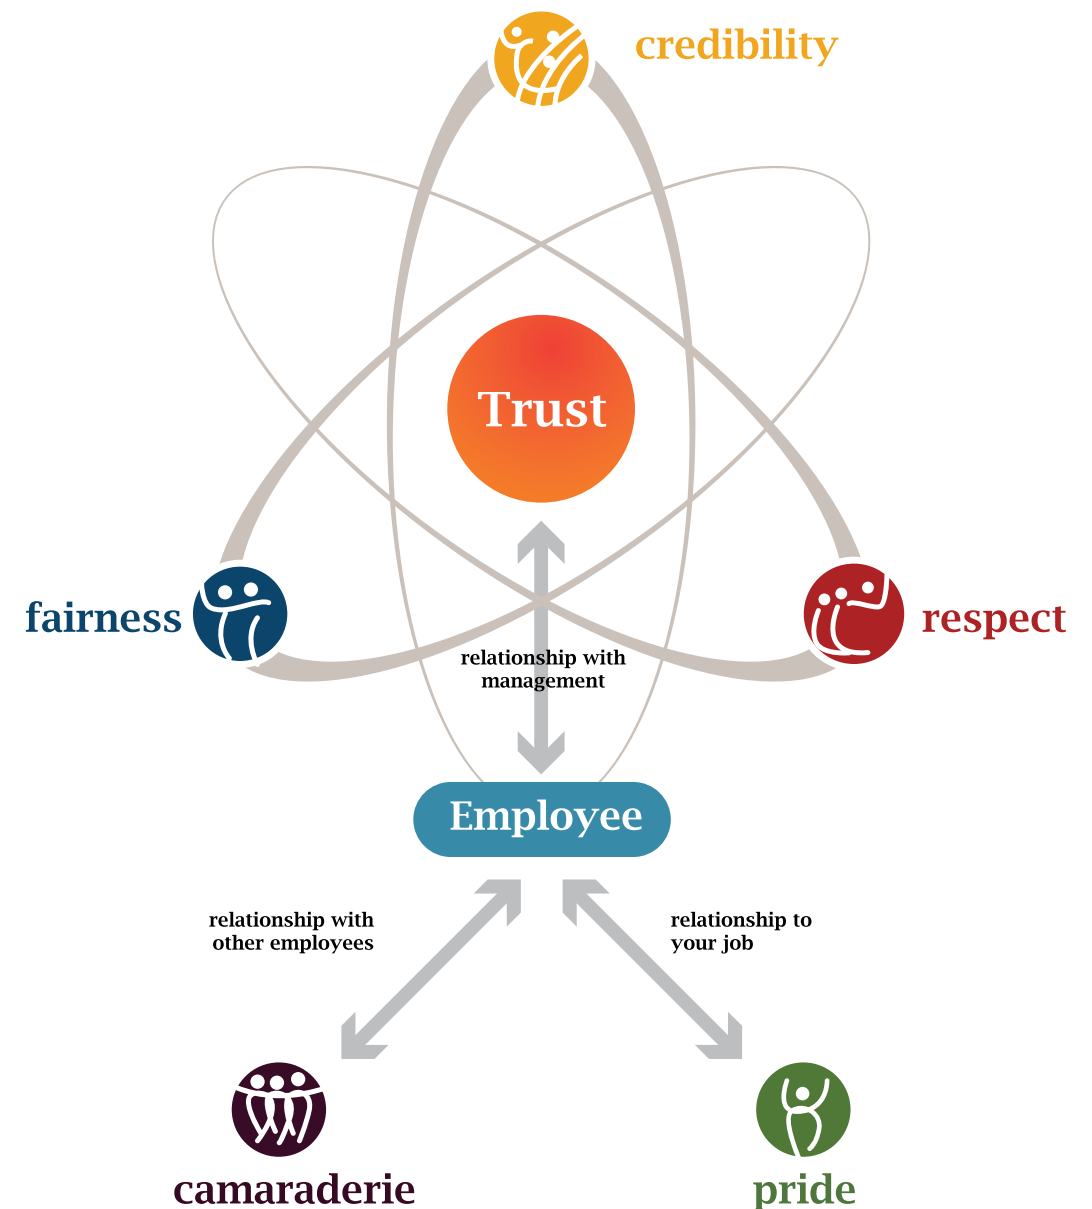 credibility
Trust
fairness
respect
relationship with
management
Employee
relationship with
other employees
relationship to
your job
camaraderie
pride